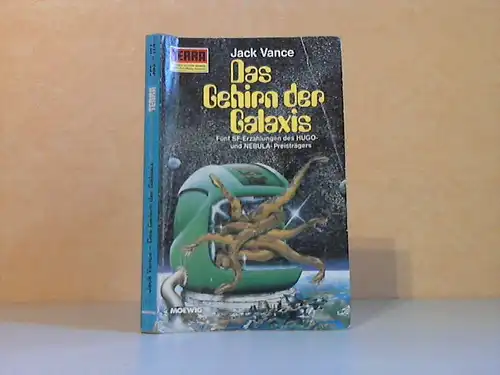 TERRA
Jack Vance
Das
Gehirn der
Galaxis
Fünf SF-Erzählungen des HUGO-
und NEBULA-Preisträgers
MOEWIG
TERRA
Jack Vance - Das Gehirn der Galaxis